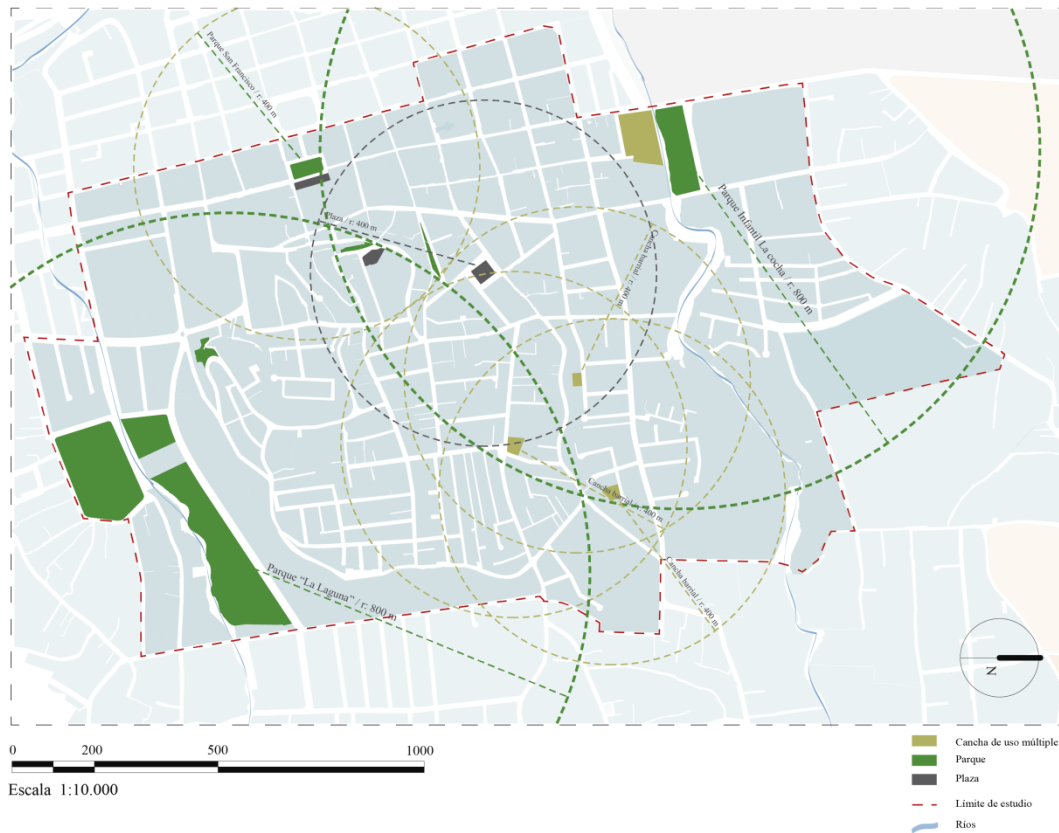 Parque San Francisco / r: 400 m
Plaza / r: 400 m
Cancha barrial / r: 400 m
Parque Infantil La cocha / r: 800 m
Cancha barrial / r: 400 m
Cancha barrial / r: 400 m
Parque "La Laguna" / r: 800 m
N
0 200 500 1000
Escala 1:10.000
Cancha de uso múltiple
Parque
Plaza
Límite de estudio
Ríos